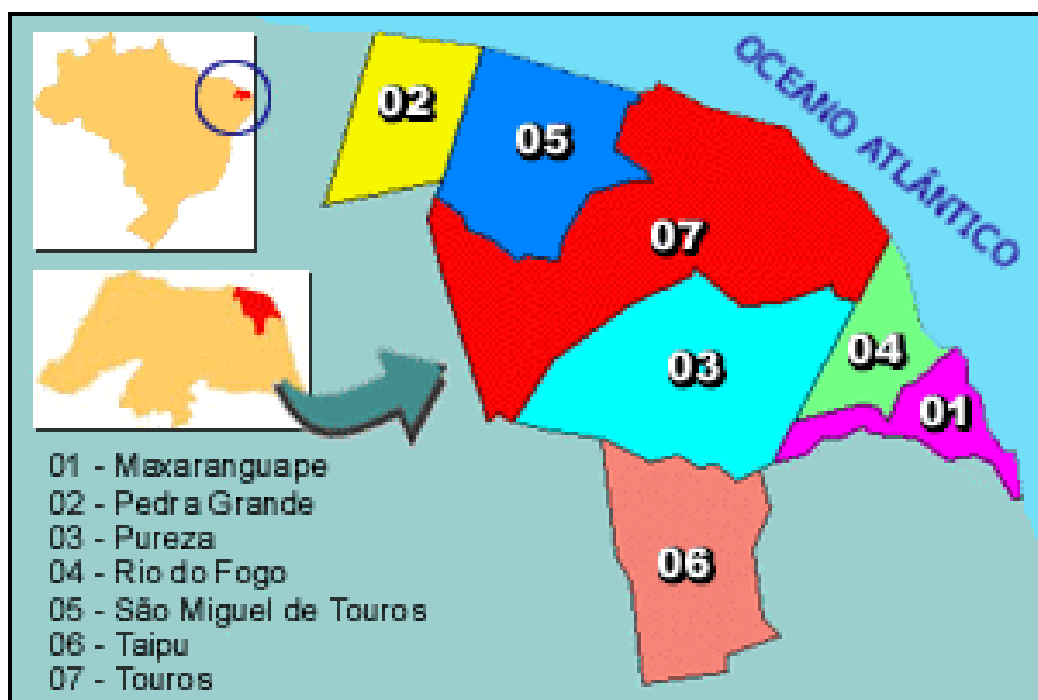 OCEANO ATLÂNTICO
02
05
07
03
04
01
06
01 - Maxaranguape
02 - Pedra Grande
03 - Pureza
04 - Rio do Fogo
05 - São Miguel de Touros
06 - Taipu
07 - Touros